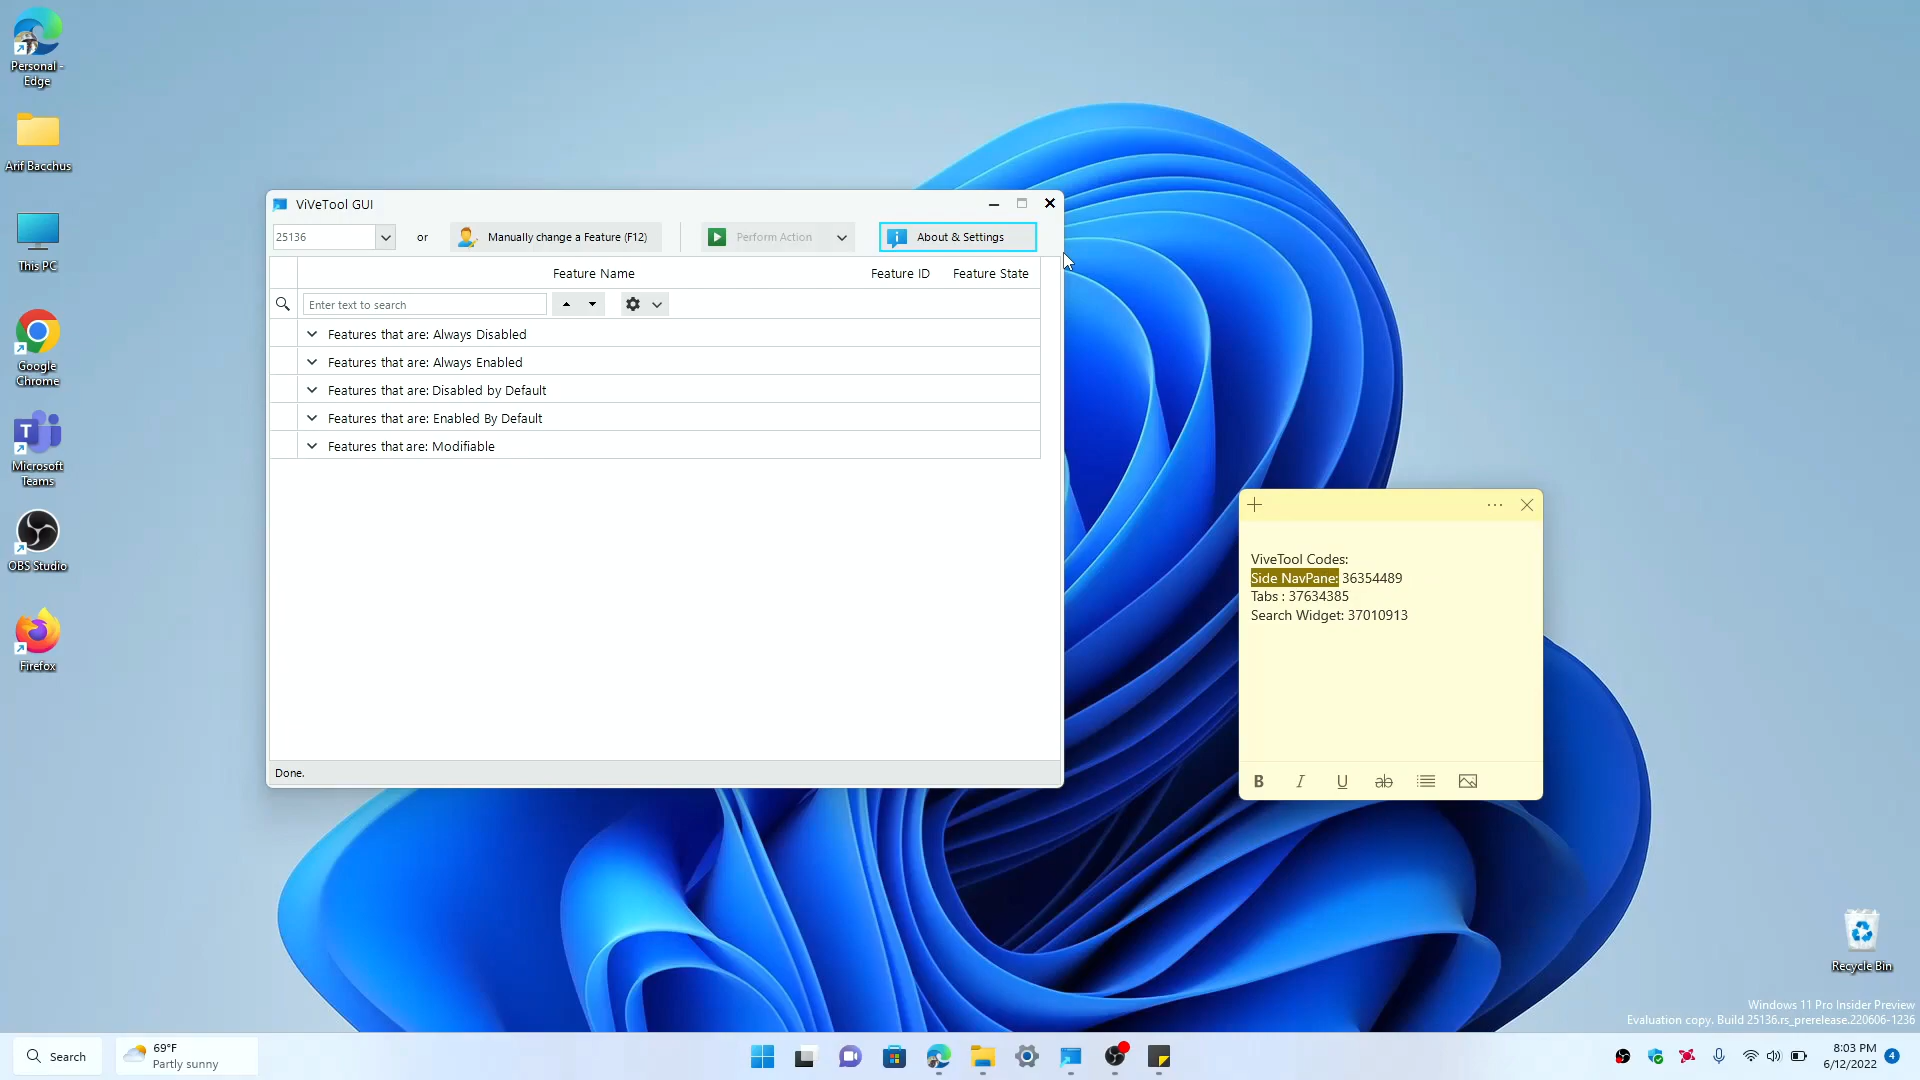 Personal -
Edge
Arif Bacchus
This PC
Google
Chrome
Microsoft
Teams
OBS Studio
Firefox
ViVeTool GUI
25136
or
Manually change a Feature (F12)
Perform Action
About & Settings
Feature Name
Feature ID
Feature State
Enter text to search
Features that are: Always Disabled
Features that are: Always Enabled
Features that are: Disabled by Default
Features that are: Enabled By Default
Features that are: Modifiable
Done.
ViveTool Codes:
Side NavPane: 36354489
Tabs : 37634385
Search Widget: 37010913
B I U ab
Recycle Bin
Windows 11 Pro Insider Preview
Evaluation copy. Build 25136.rs_prerelease.220606-1236
Search
69°F
Partly sunny
8:03 PM
6/12/2022
4